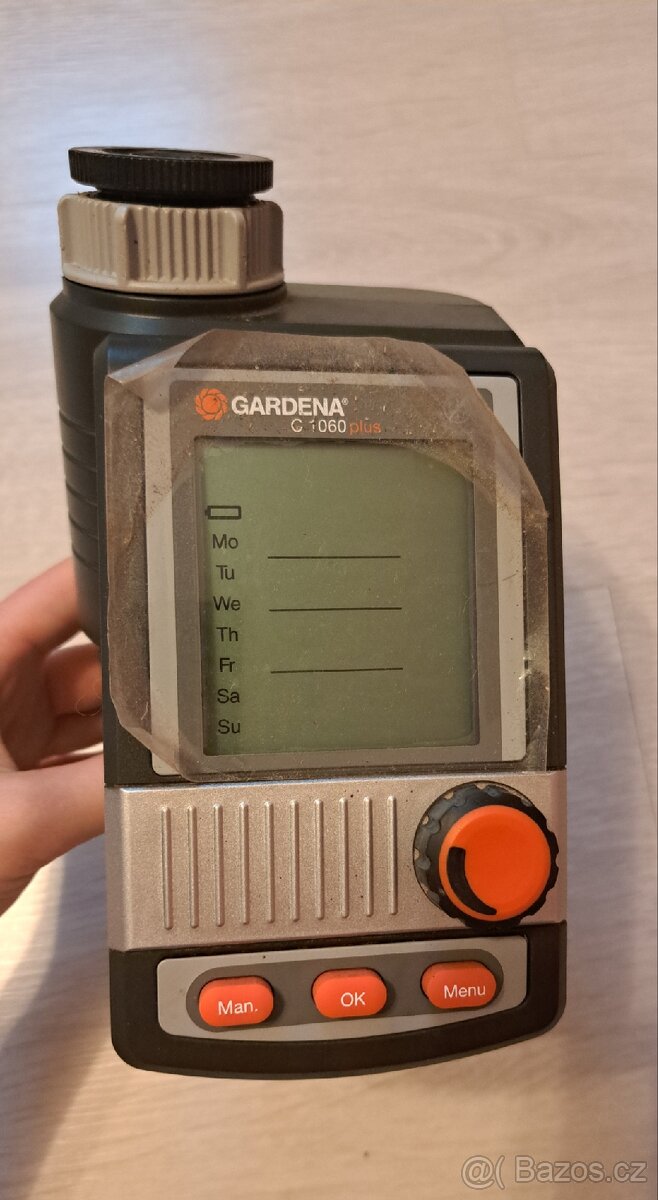 GARDENA®
C 1060 plus
Mo
Tu
We
Th
Fr
Sa
Su
Man.
OK
Menu
@( Bazos.cz